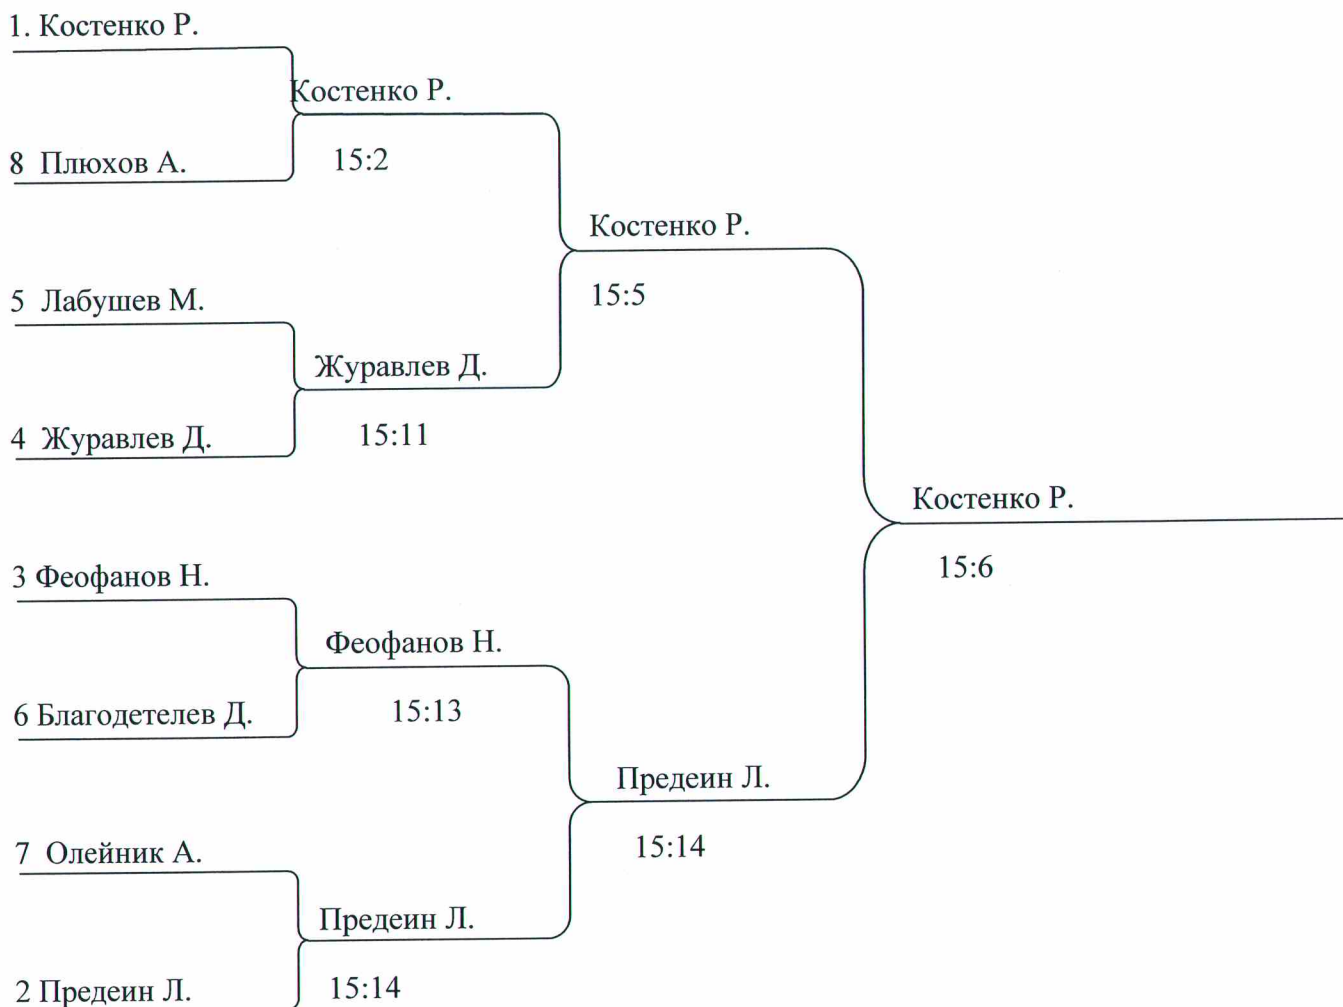 1. Костенко Р.
Костенко Р.
8 Плюхов А.
15:2
Костенко Р.
5 Лабушев М.
15:5
Журавлев Д.
4 Журавлев Д.
15:11
Костенко Р.
15:6
3 Феофанов Н.
Феофанов Н.
6 Благодетелев Д.
15:13
Предеин Л.
7 Олейник А.
15:14
Предеин Л.
2 Предеин Л.
15:14